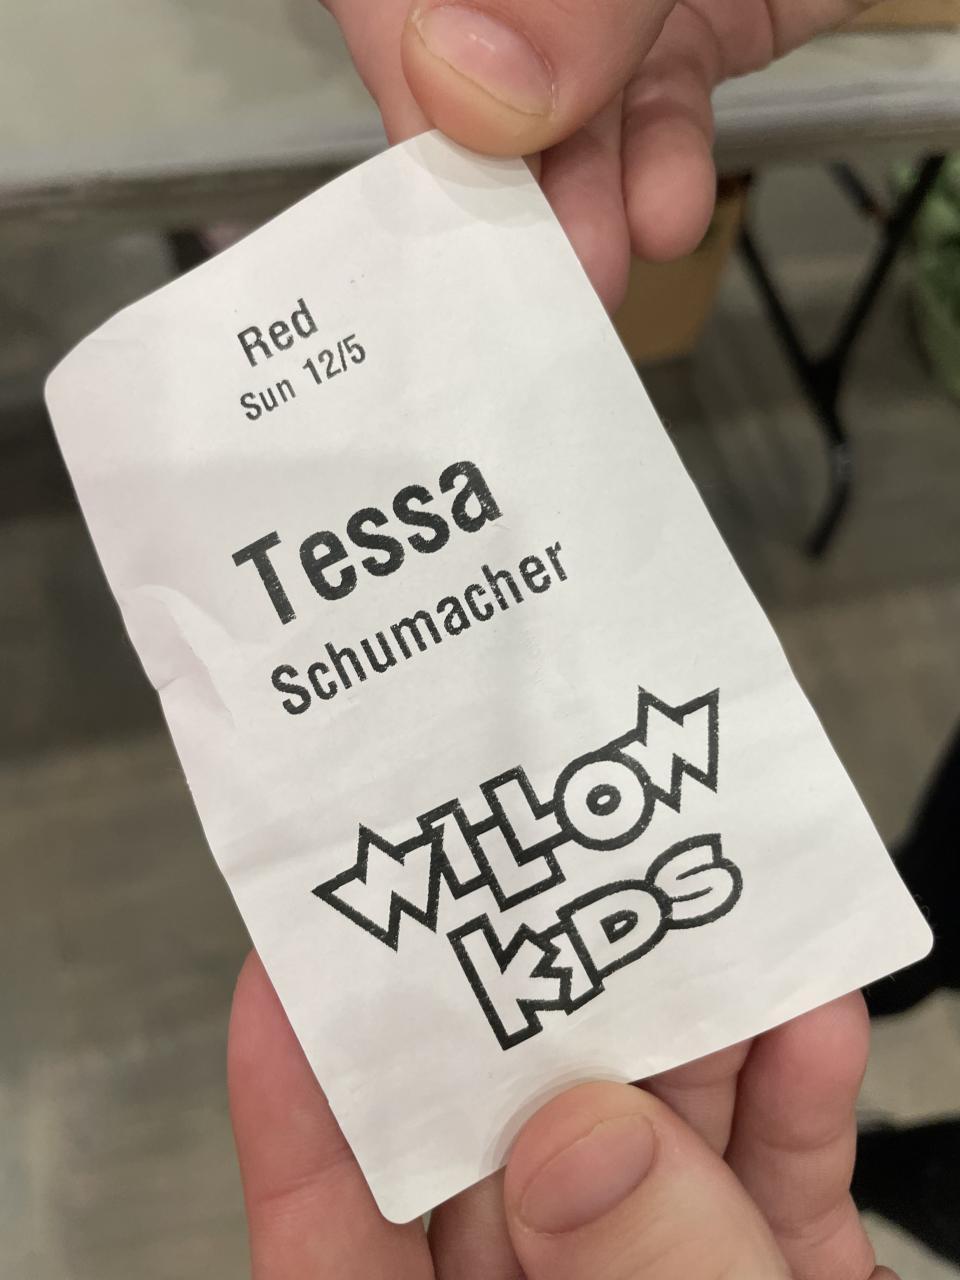 Red
Sun 12/5
Tessa
Schumacher
WILLOW
KiDS